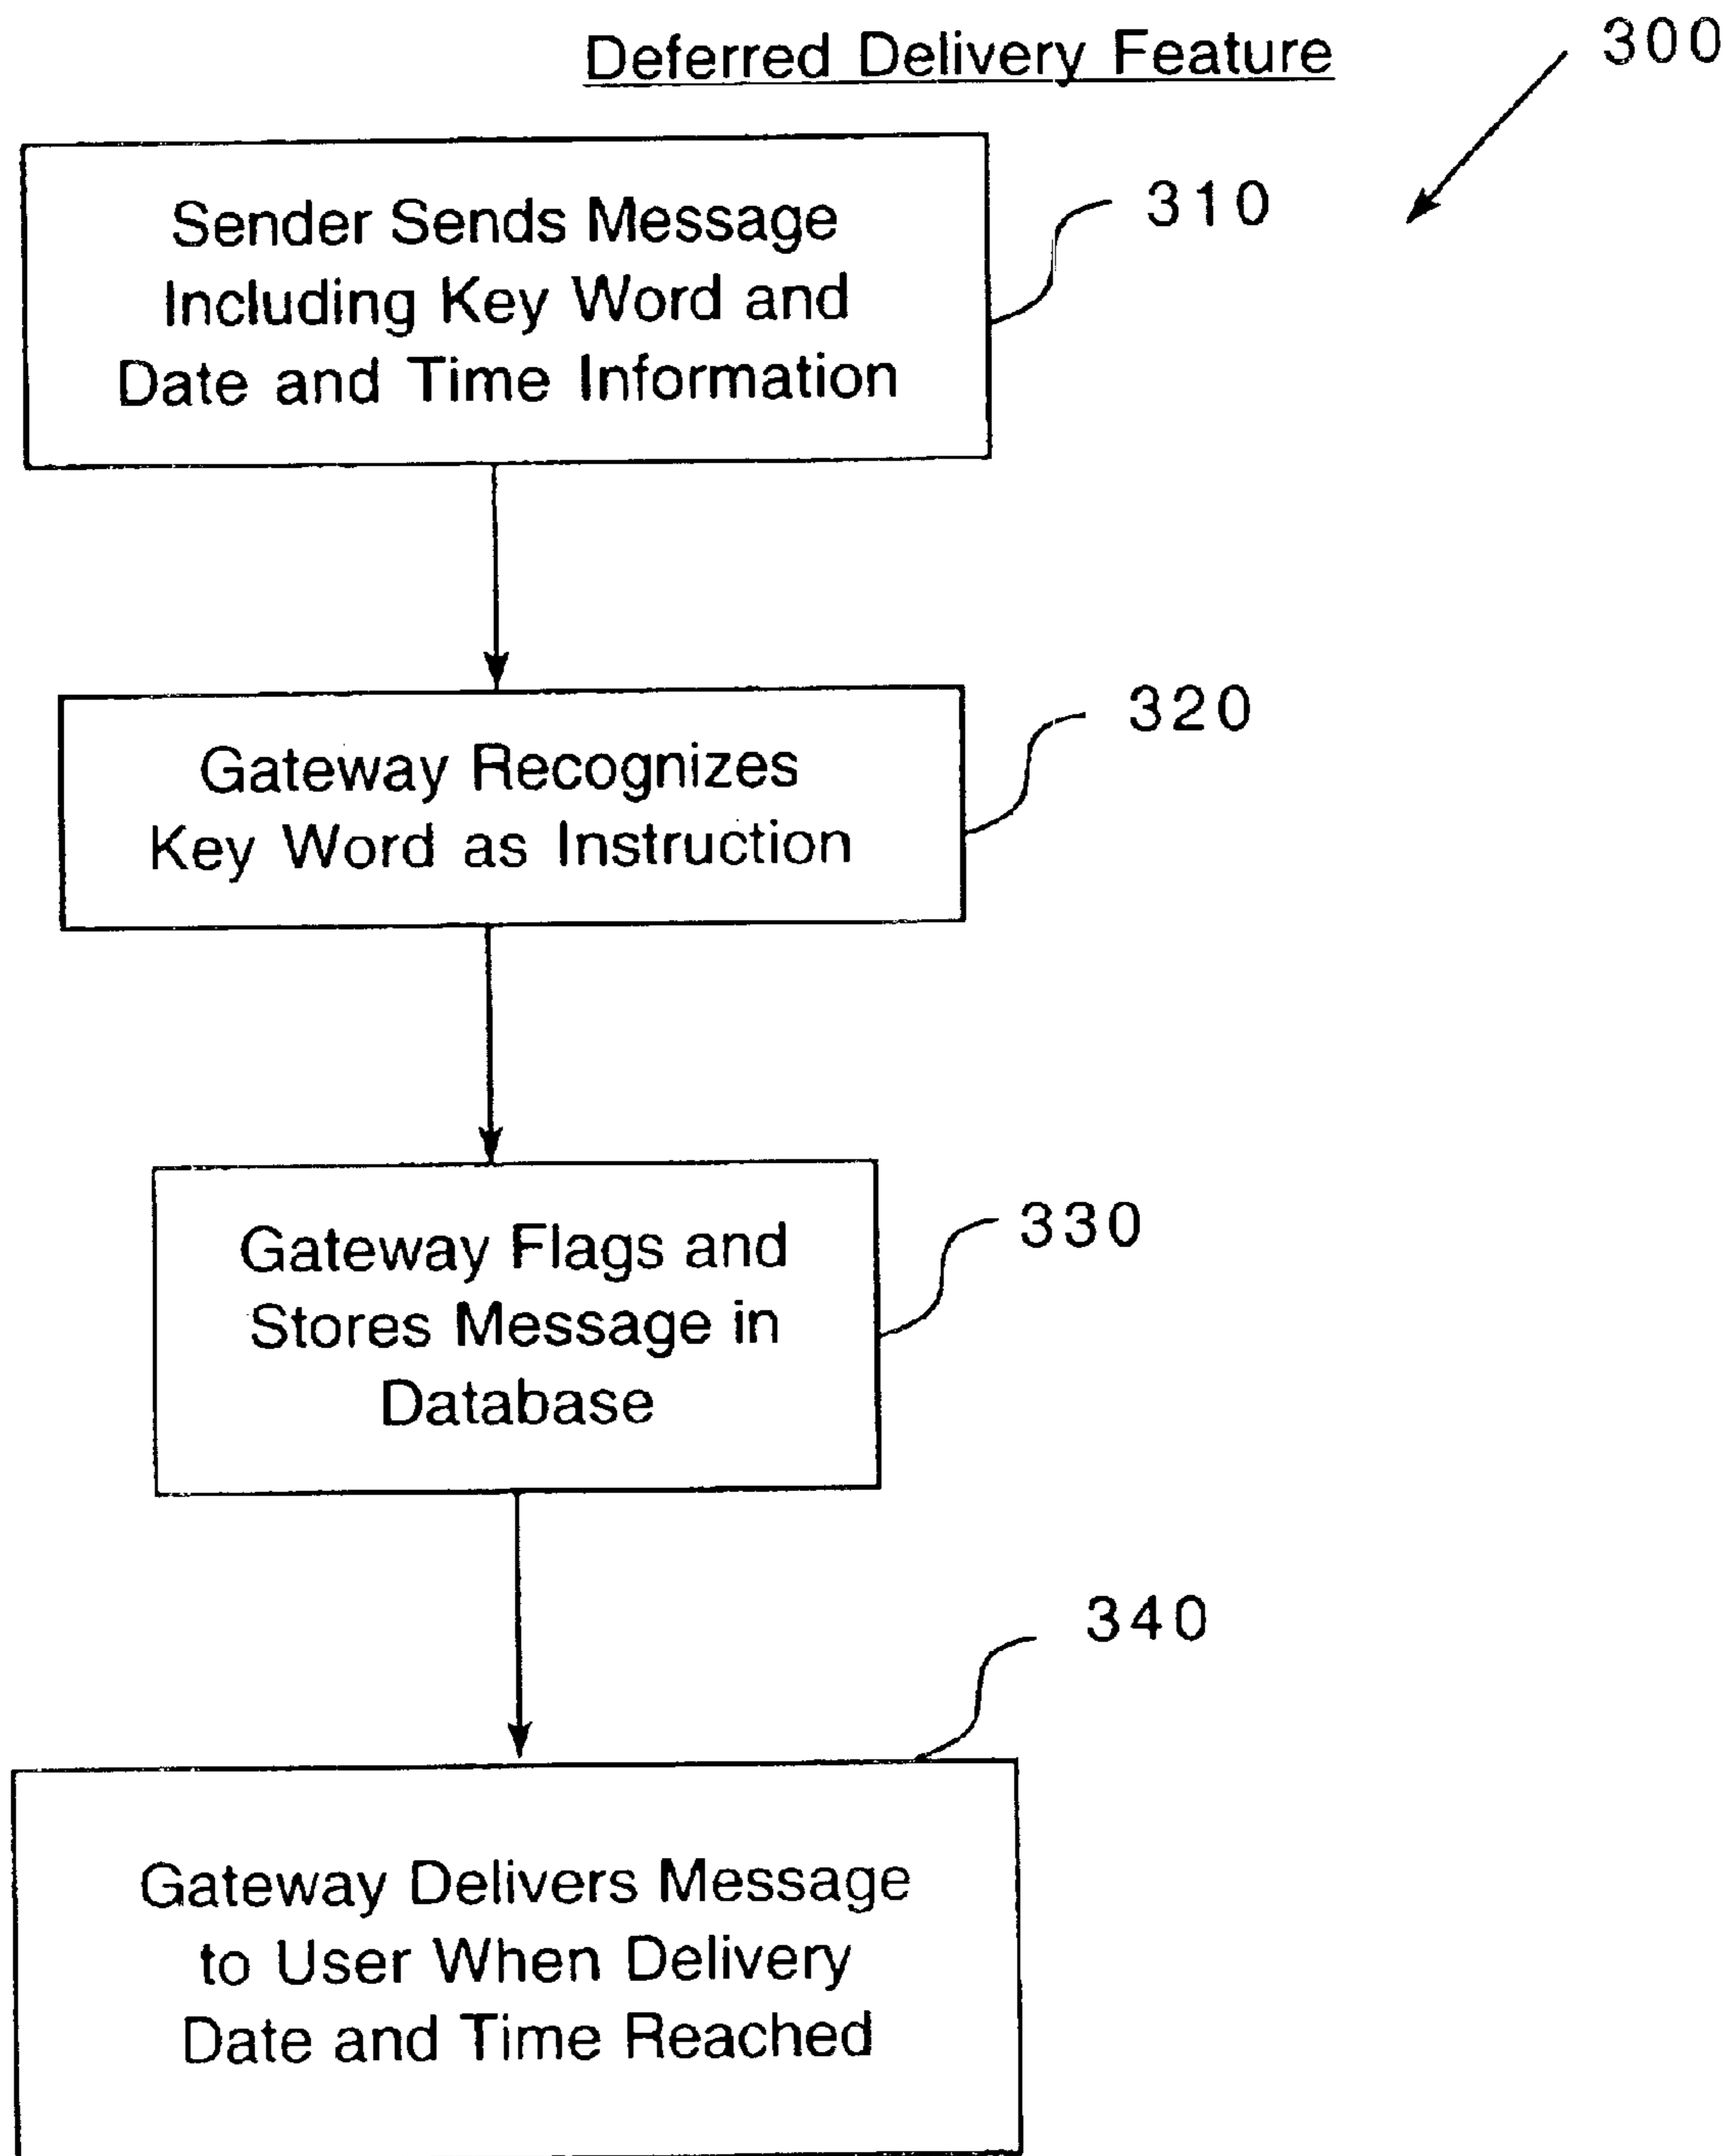 Deferred Delivery Feature
300
Sender Sends Message
Including Key Word and
Date and Time Information
310
Gateway Recognizes
Key Word as Instruction
320
Gateway Flags and
Stores Message in
Database
330
340
Gateway Delivers Message
to User When Delivery
Date and Time Reached